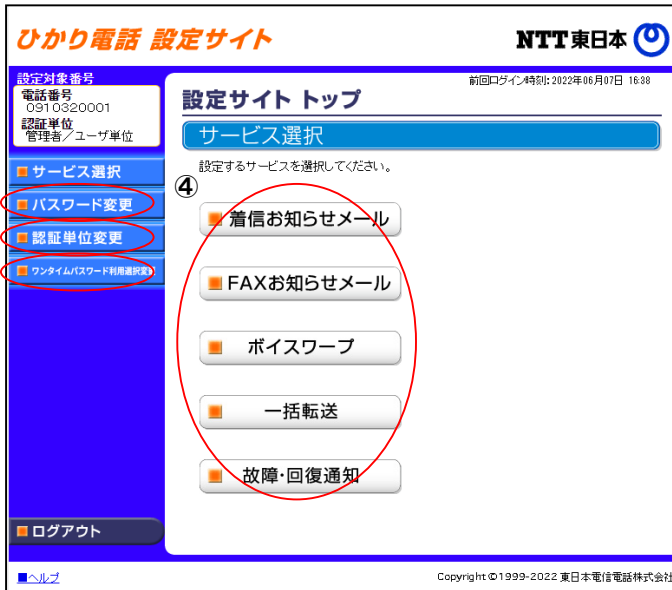 ひかり電話 設定サイト
NTT東日本
設定対象番号
電話番号
0910320001
認証単位
管理者／ユーザ単位
サービス選択
パスワード変更
認証単位変更
ワンタイムパスワード利用選択変更
ログアウト
前回ログイン時刻:2022年06月07日 16:38
設定サイト トップ
サービス選択
設定するサービスを選択してください。
④
着信お知らせメール
FAXお知らせメール
ボイスワープ
一括転送
故障・回復通知
ヘルプ
Copyright©1999-2022 東日本電信電話株式会社